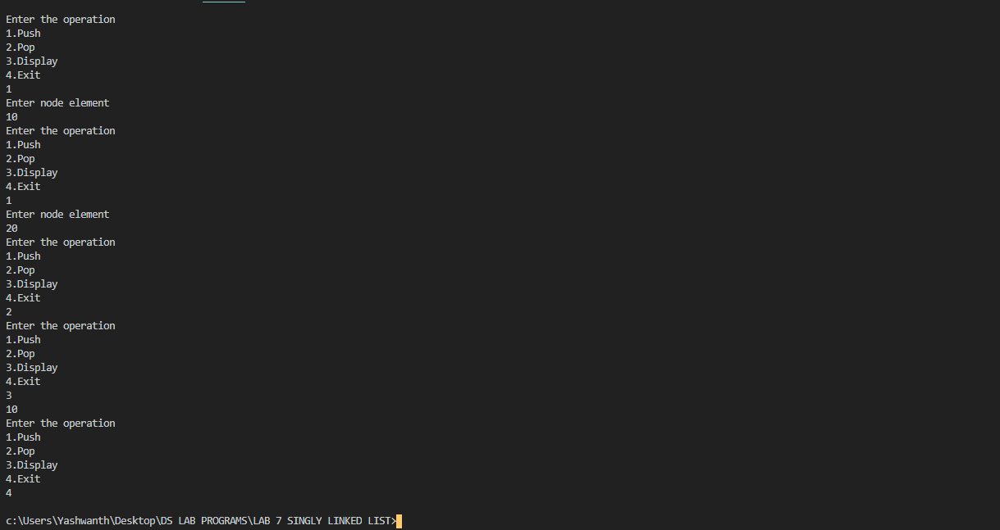 Enter the operation
1.Push
2.Pop
3.Display
4.Exit
1
Enter node element
10
Enter the operation
1.Push
2.Pop
3.Display
4.Exit
1
Enter node element
20
Enter the operation
1.Push
2.Pop
3.Display
4.Exit
2
Enter the operation
1.Push
2.Pop
3.Display
4.Exit
3
10
Enter the operation
1.Push
2.Pop
3.Display
4.Exit
4
c:\Users\Yashwanth\Desktop\DS LAB PROGRAMS\LAB 7 SINGLY LINKED LIST>